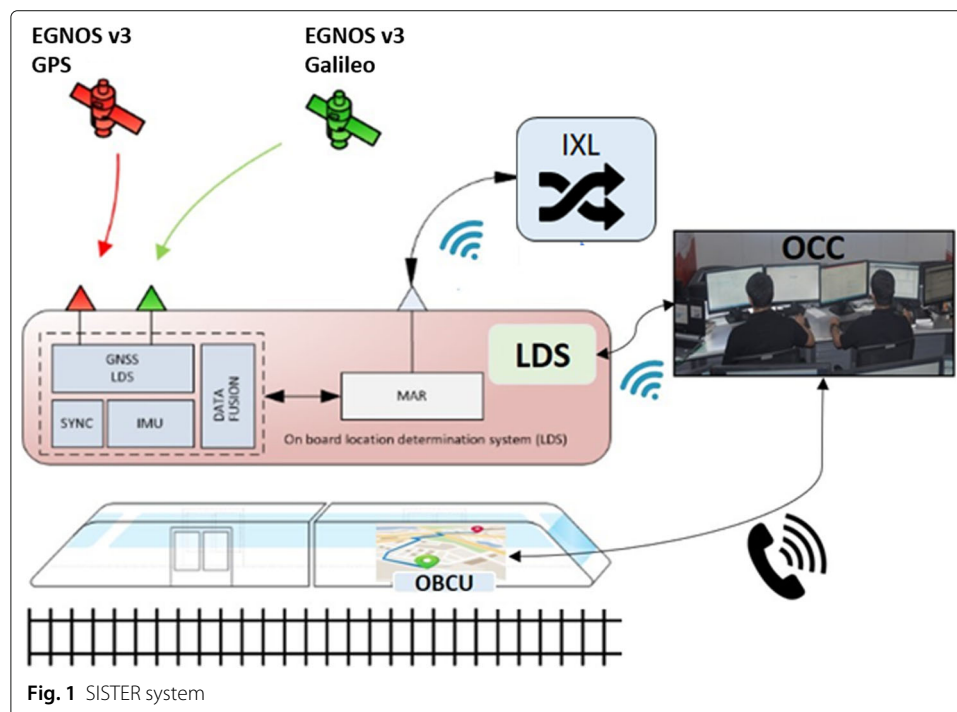 EGNOS v3
GPS
EGNOS v3
Galileo
IXL
OCC
GNSS
LDS
SYNC
IMU
DATA
FUSION
MAR
LDS
On board location determination system (LDS)
OBCU
Fig. 1 SISTER system